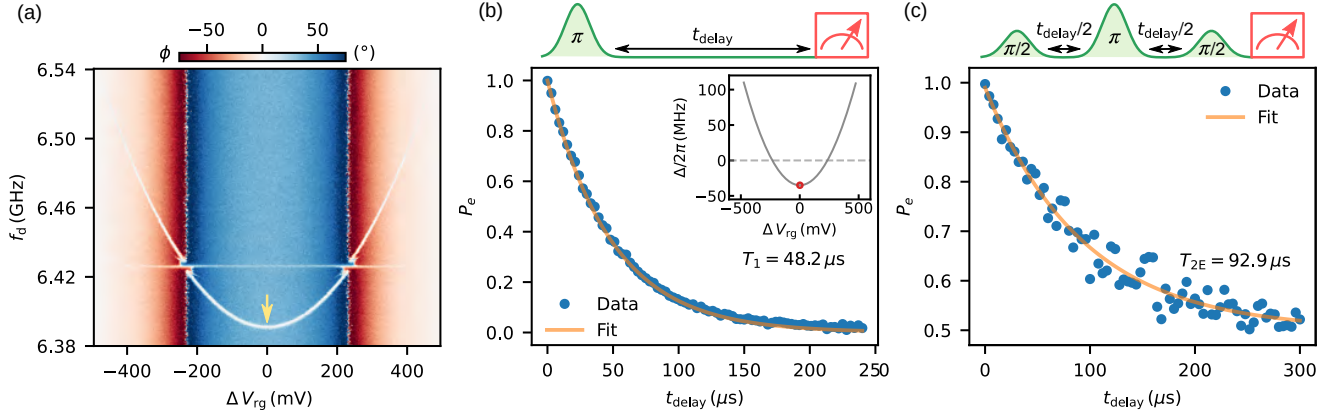 (a)
ϕ −50 0 50 (°)
6.54
6.50
6.46
6.42
6.38
f_d (GHz)
−400 −200 0 200 400
Δ V_rg (mV)
(b)
π
t_delay
1.0
0.8
0.6
0.4
0.2
0.0
P_e
100
50
0
−50
Δ/2π (MHz)
−500 0 500
Δ V_rg (mV)
T_1 = 48.2 μs
Data
Fit
0 50 100 150 200 250
t_delay (μs)
(c)
π/2
t_delay/2
π
t_delay/2
π/2
1.0
0.9
0.8
0.7
0.6
0.5
P_e
Data
Fit
T_2E = 92.9 μs
0 100 200 300
t_delay (μs)